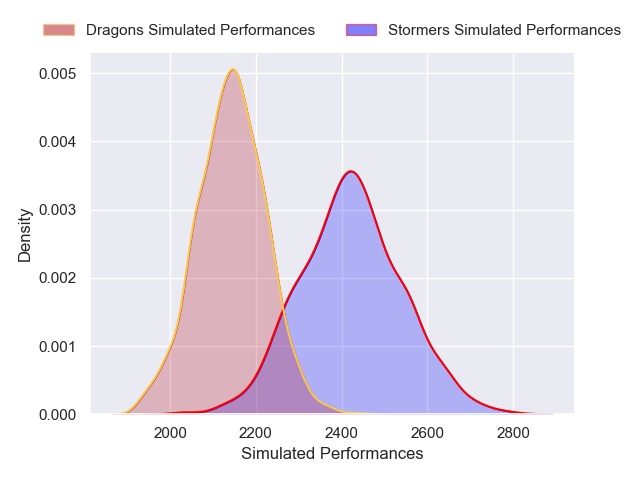 Dragons Simulated Performances
Stormers Simulated Performances
0.005
0.004
0.003
0.002
0.001
0.000
Density
2000
2200
2400
2600
2800
Simulated Performances